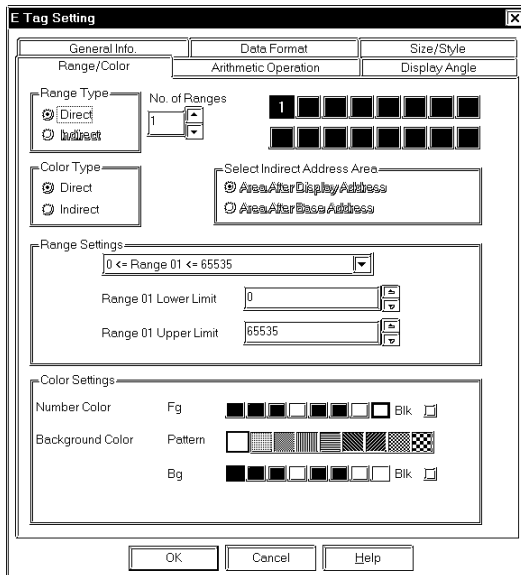 E Tag Setting
General Info. Data Format Size/Style
Range/Color Arithmetic Operation Display Angle
Range Type
Direct
Indirect
No. of Ranges
1
1
Color Type
Direct
Indirect
Select Indirect Address Area
Area After Display Address
Area After Base Address
Range Settings
0 <= Range 01 <= 65535
Range 01 Lower Limit 0
Range 01 Upper Limit 65535
Color Settings
Number Color Fg Blk
Background Color Pattern
Bg Blk
OK Cancel Help